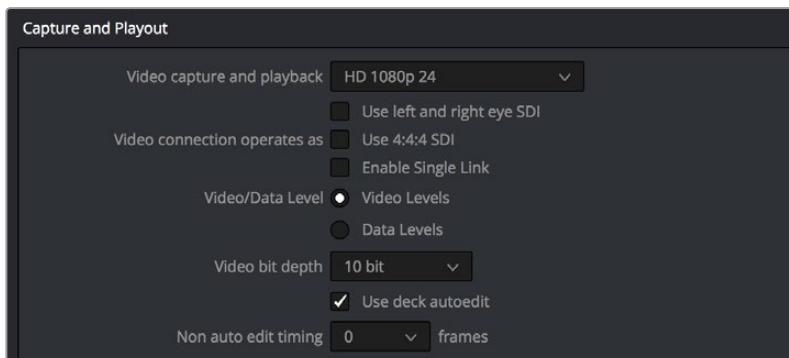 Capture and Playout
Video capture and playback HD 1080p 24
Use left and right eye SDI
Video connection operates as Use 4:4:4 SDI
Enable Single Link
Video/Data Level Video Levels
Data Levels
Video bit depth 10 bit
Use deck autoedit
Non auto edit timing 0 frames